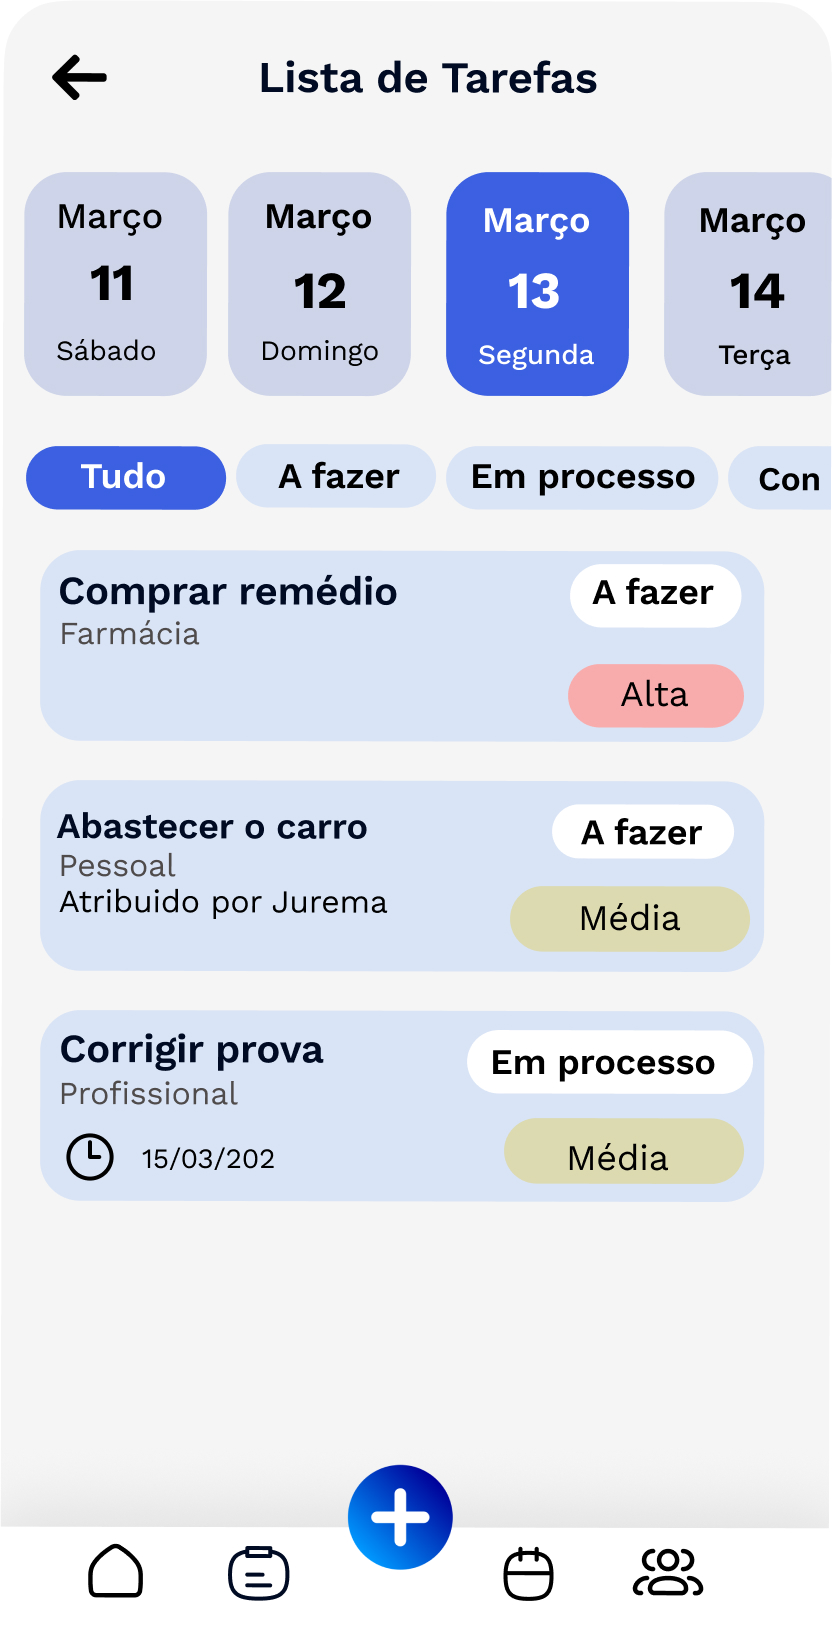 Lista de Tarefas
Março
11
Sábado
Março
12
Domingo
Março
13
Segunda
Março
14
Terça
Tudo
A fazer
Em processo
Con
Comprar remédio
Farmácia
A fazer
Alta
Abastecer o carro
Pessoal
Atribuido por Jurema
A fazer
Média
Corrigir prova
Profissional
15/03/202
Em processo
Média